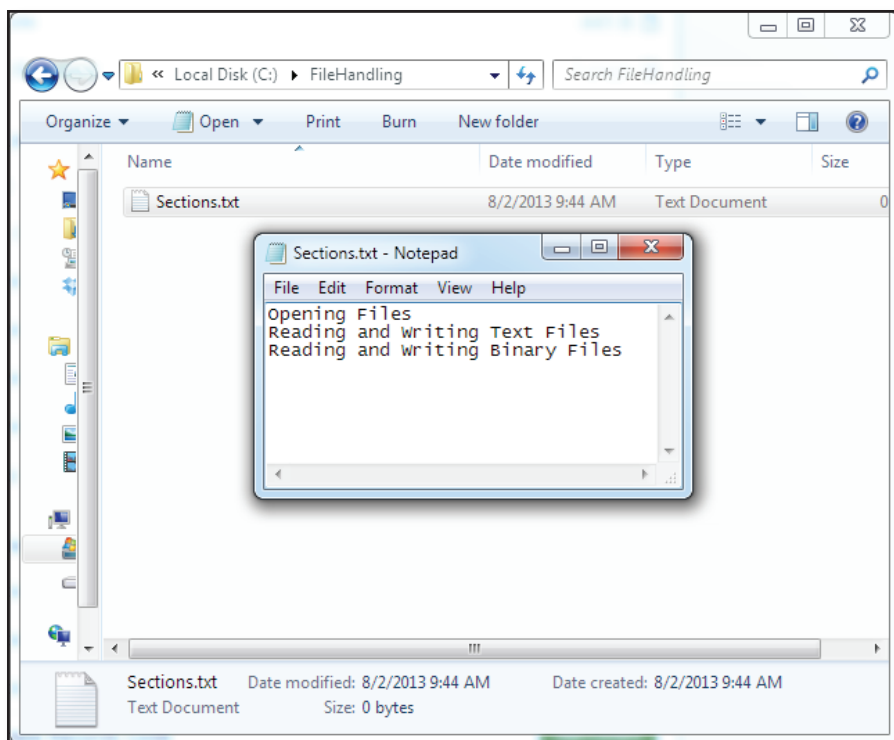 « Local Disk (C:) ▸ FileHandling
Search FileHandling
Organize Open Print Burn New folder
Name Date modified Type Size
Sections.txt 8/2/2013 9:44 AM Text Document 0
Sections.txt - Notepad
File Edit Format View Help
Opening Files
Reading and Writing Text Files
Reading and Writing Binary Files
Sections.txt Date modified: 8/2/2013 9:44 AM Date created: 8/2/2013 9:44 AM
Text Document Size: 0 bytes